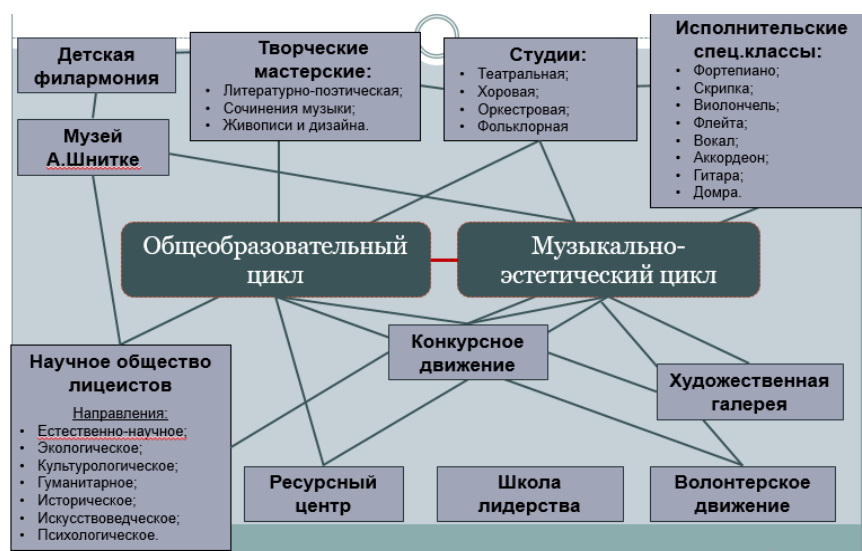 Детская
филармония
Творческие
мастерские:
• Литературно-поэтическая;
• Сочинения музыки;
• Живописи и дизайна.
Студии:
• Театральная;
• Хоровая;
• Оркестровая;
• Фольклорная
Исполнительские
спец.классы:
• Фортепиано;
• Скрипка;
• Виолончель;
• Флейта;
• Вокал;
• Аккордеон;
• Гитара;
• Домра.
Музей
А.Шнитке
Общеобразовательный
цикл
Музыкально-
эстетический цикл
Научное общество
лицеистов
Направления:
• Естественно-научное;
• Экологическое;
• Культурологическое;
• Гуманитарное;
• Историческое;
• Искусствоведческое;
• Психологическое.
Конкурсное
движение
Художественная
галерея
Ресурсный
центр
Школа
лидерства
Волонтерское
движение